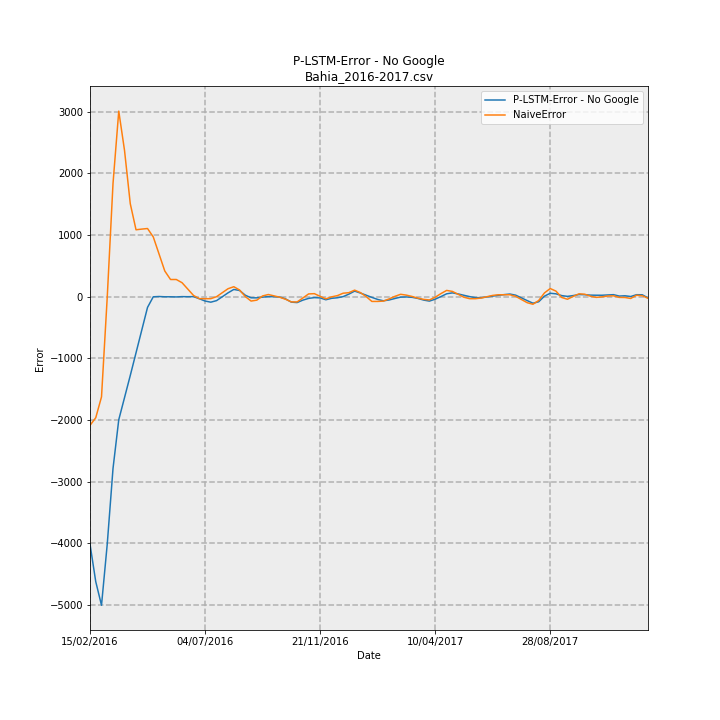 P-LSTM-Error - No Google
Bahia_2016-2017.csv
P-LSTM-Error - No Google
NaiveError
3000
2000
1000
0
−1000
−2000
−3000
−4000
−5000
Error
15/02/2016 04/07/2016 21/11/2016 10/04/2017 28/08/2017
Date